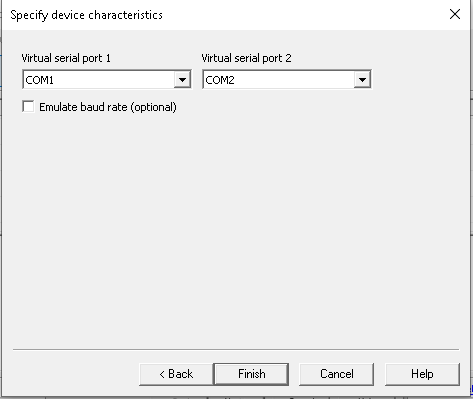 Specify device characteristics
Virtual serial port 1 Virtual serial port 2
COM1 COM2
Emulate baud rate (optional)
< Back Finish Cancel Help